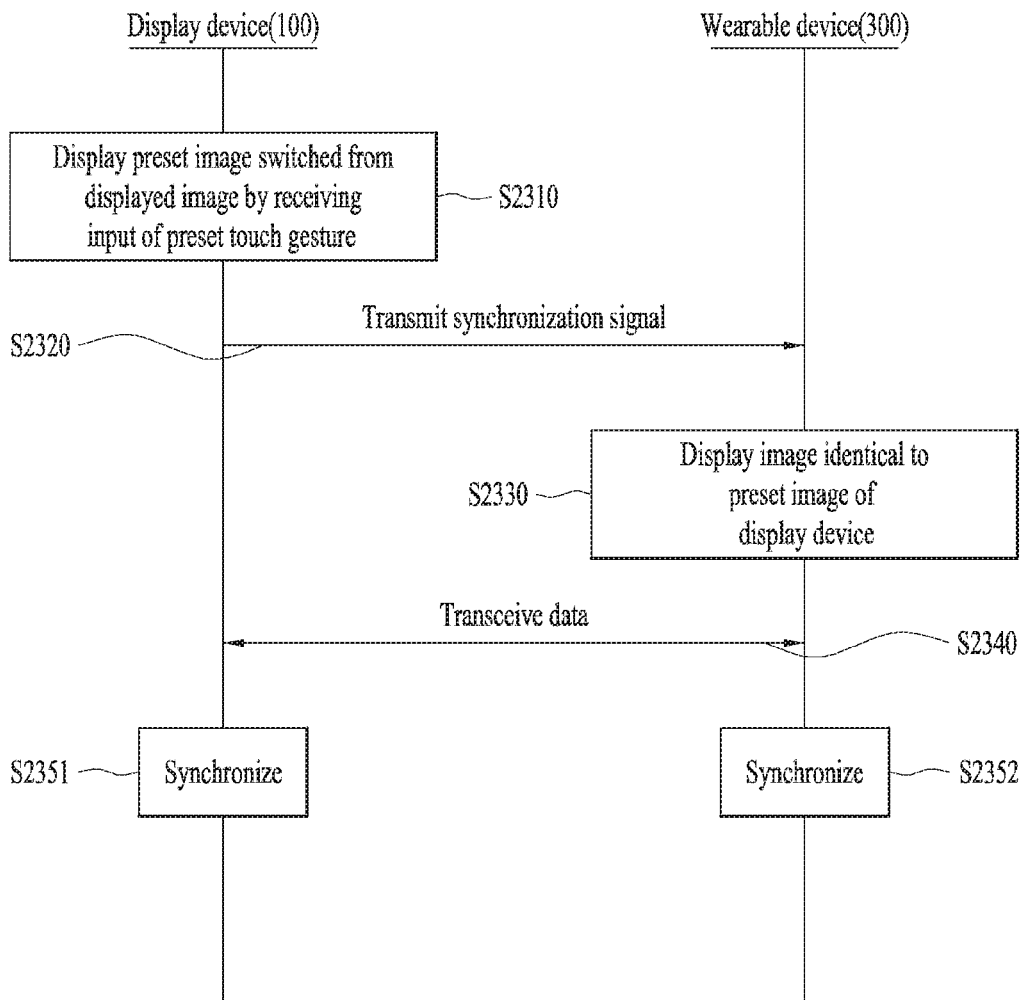 Display device(100)
Wearable device(300)
Display preset image switched from
displayed image by receiving
input of preset touch gesture
S2310
Transmit synchronization signal
S2320
Display image identical to
preset image of
display device
S2330
Transceive data
S2340
S2351
Synchronize
Synchronize
S2352